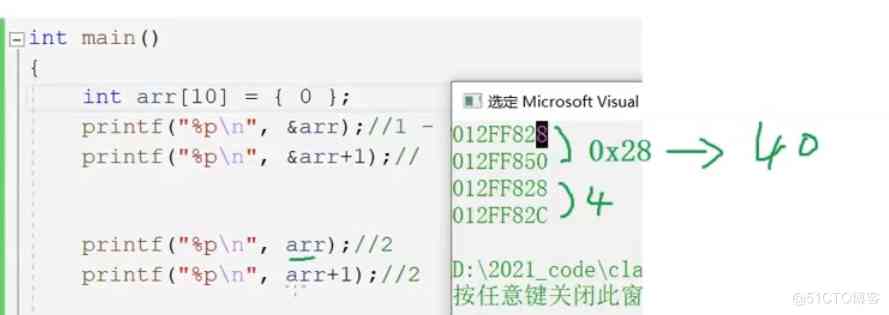 int main()
{
int arr[10] = { 0 };
printf("%p\n", &arr);//1 -
printf("%p\n", &arr+1);//
printf("%p\n", arr);//2
printf("%p\n", arr+1);//2
选定 Microsoft Visual
012FF828
012FF850
012FF828
012FF82C
0x28 → 40
4
D:\2021_code\cla
按任意键关闭此窗
@51CTO博客